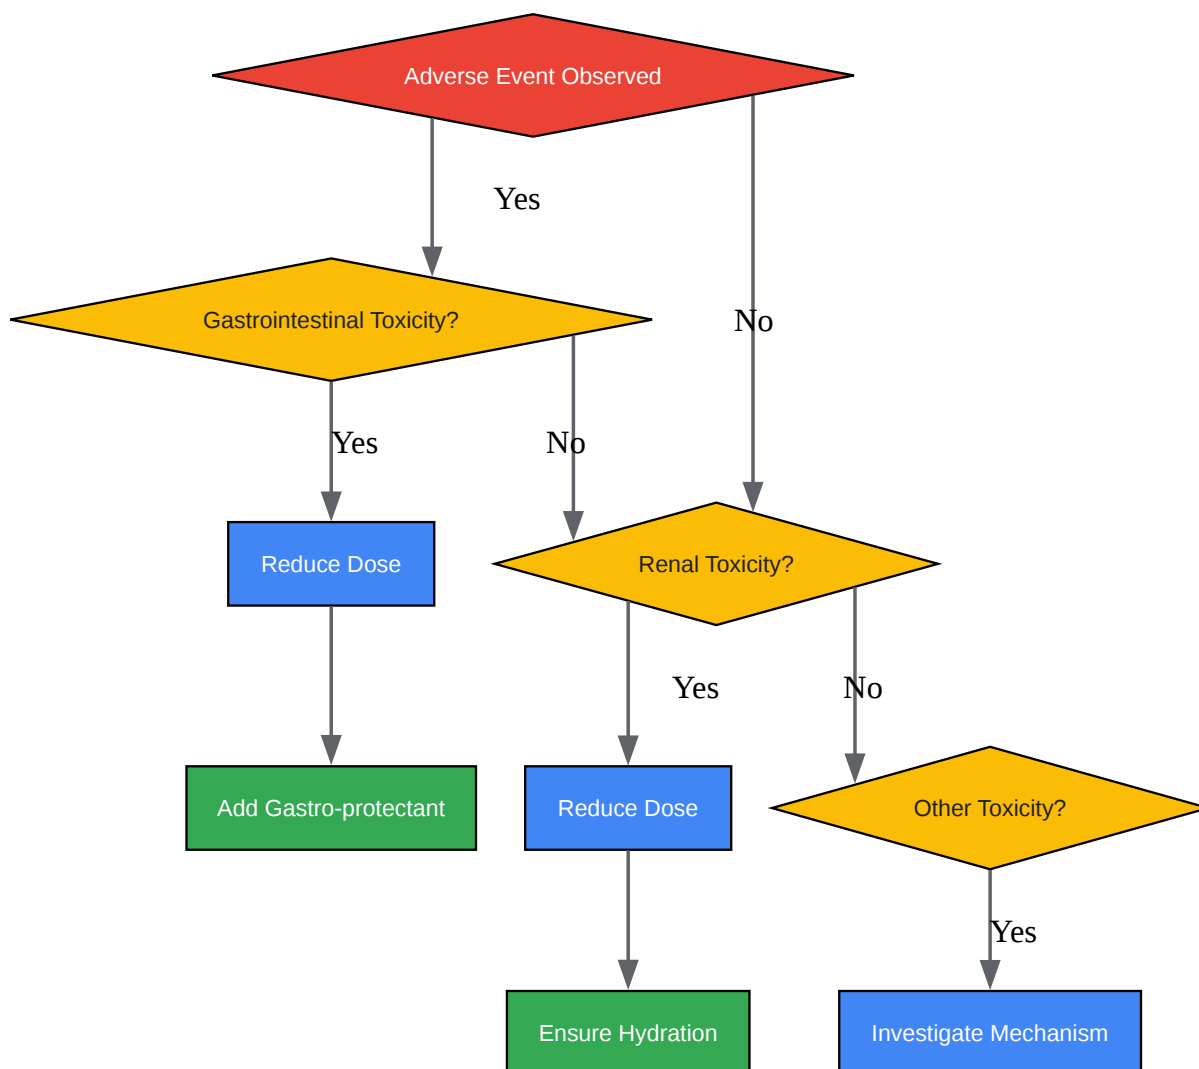 Adverse Event Observed
Yes
Gastrointestinal Toxicity?
No
Yes
No
Reduce Dose
Renal Toxicity?
Yes
No
Add Gastro-protectant
Reduce Dose
Other Toxicity?
Yes
Ensure Hydration
Investigate Mechanism